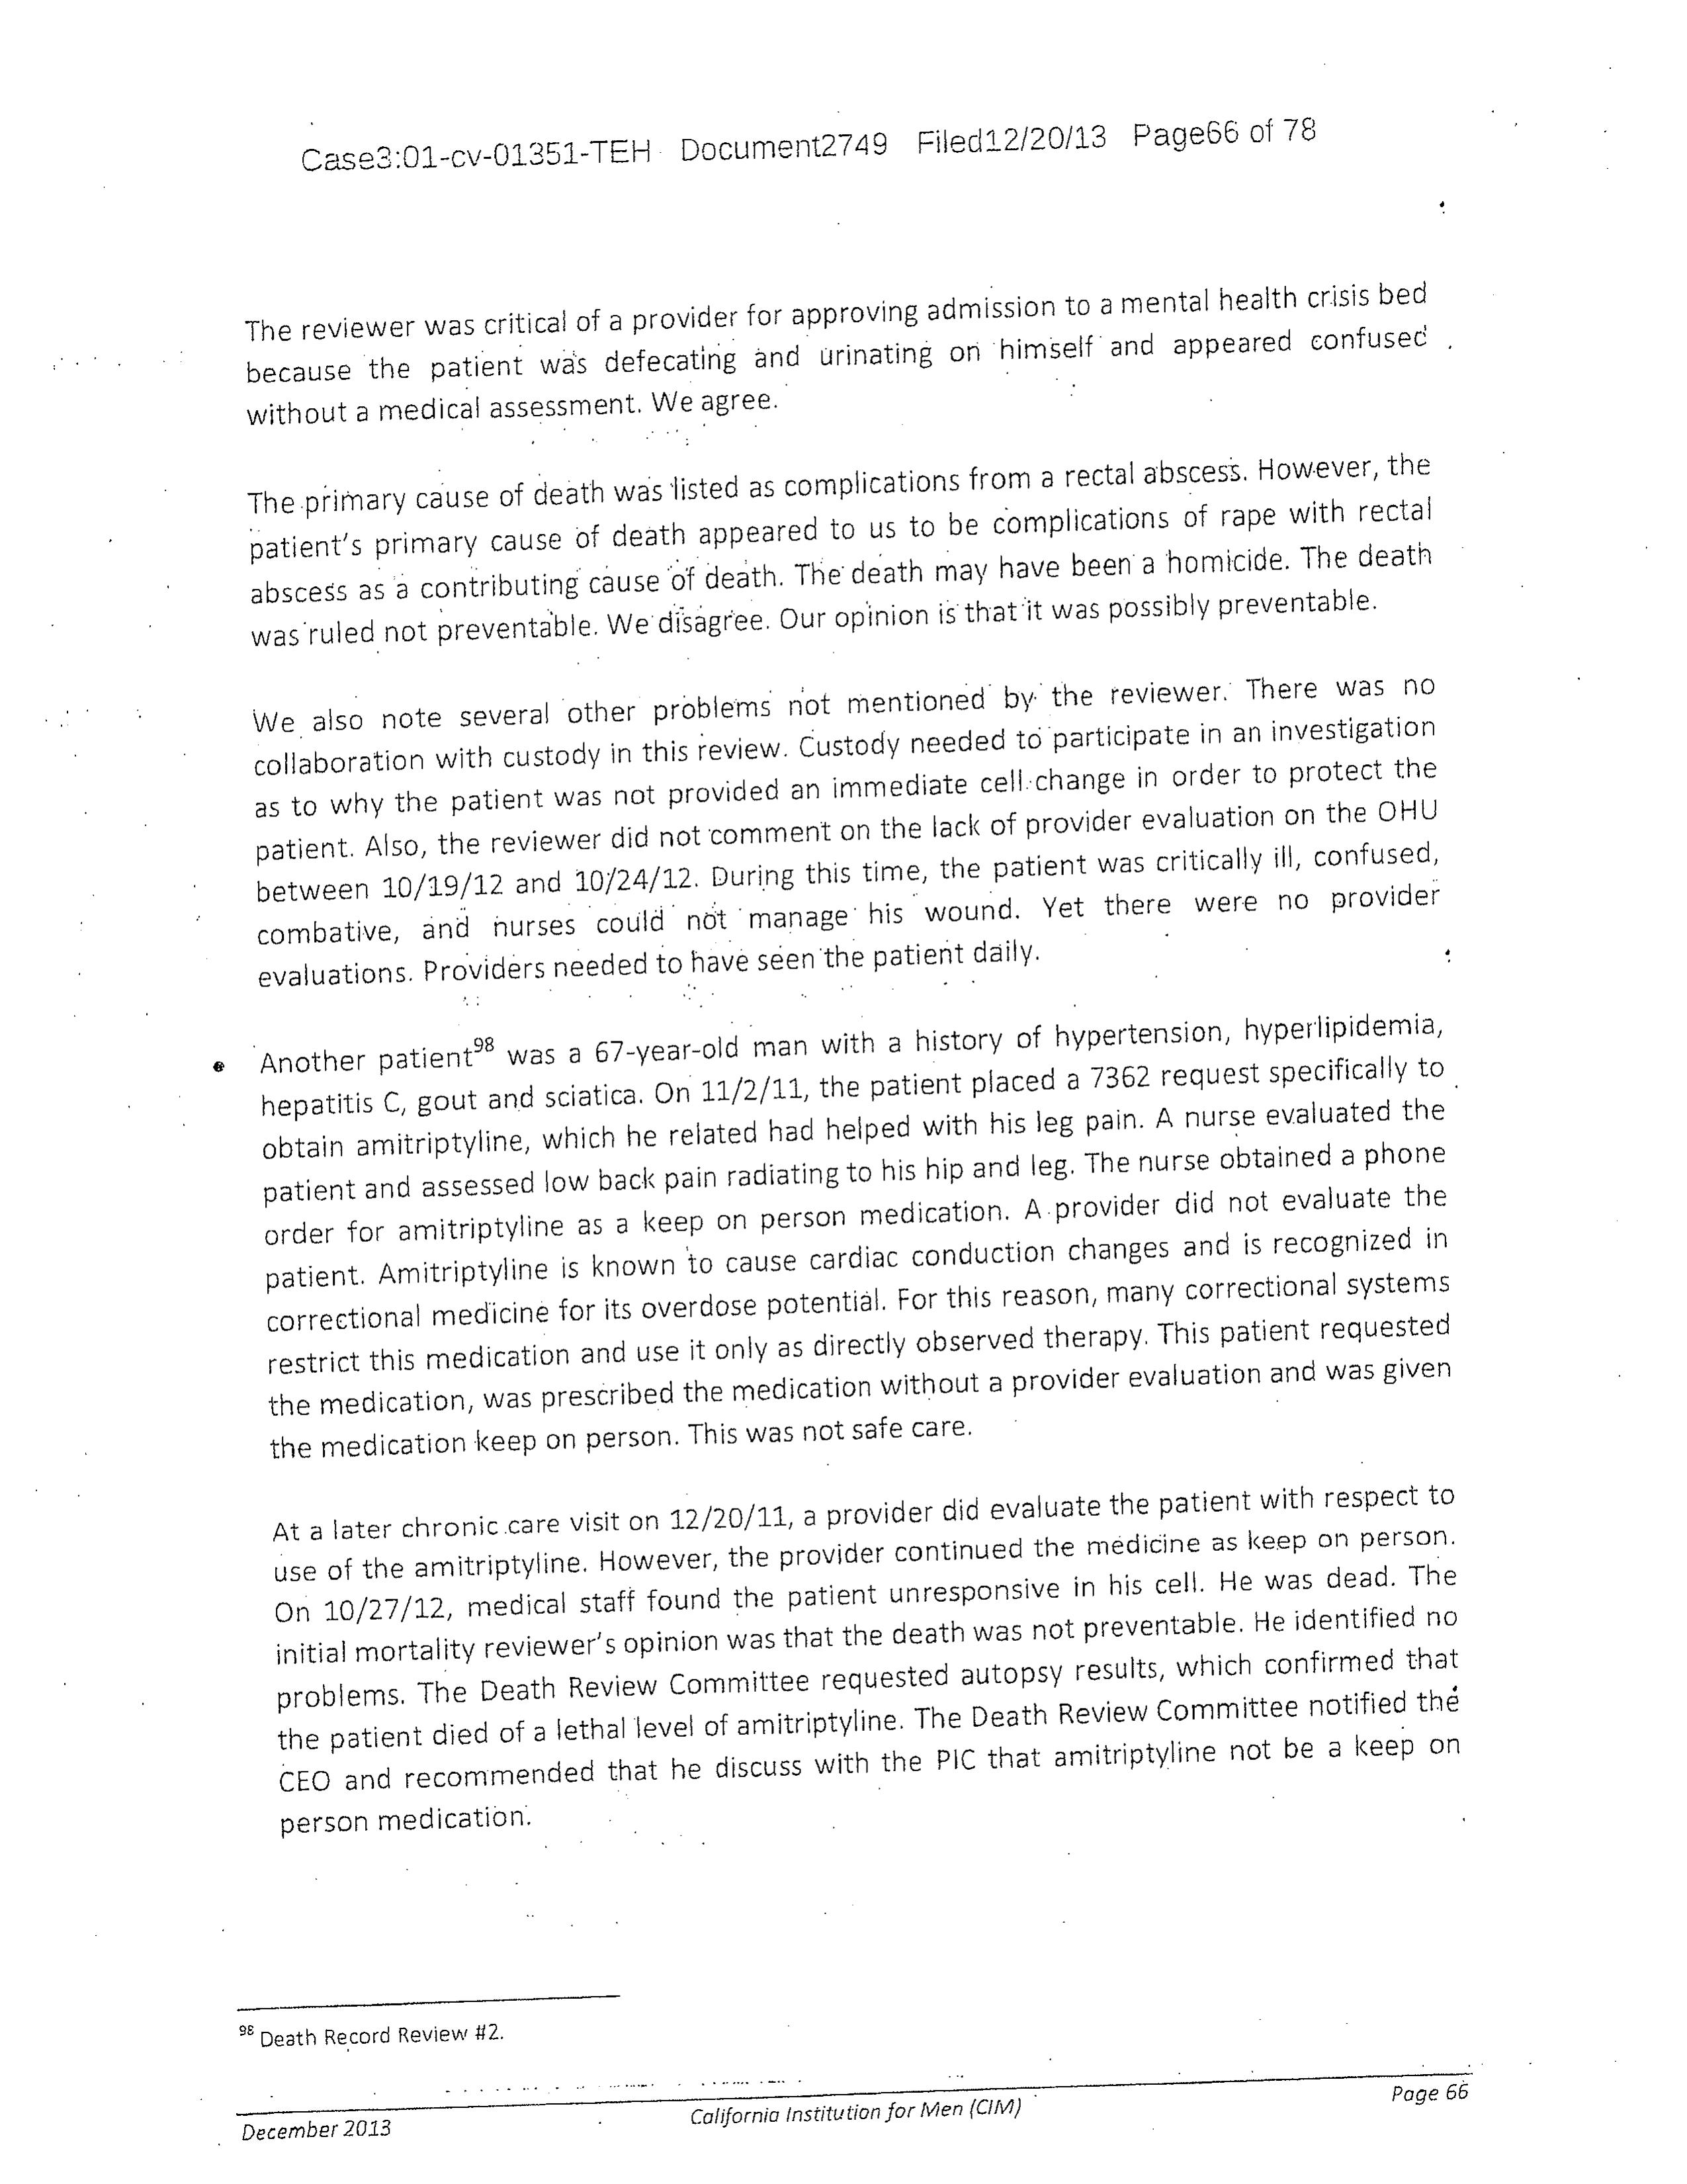 Case3:01-cv-01351-TEH Document2749 Filed12/20/13 Page66 of 78
The reviewer was critical of a provider for approving admission to a mental health crisis bed
because the patient was defecating and urinating on himself and appeared confused
without a medical assessment. We agree.
The primary cause of death was listed as complications from a rectal abscess. However, the
patient's primary cause of death appeared to us to be complications of rape with rectal
abscess as a contributing cause of death. The death may have been a homicide. The death
was ruled not preventable. We disagree. Our opinion is that it was possibly preventable.
We also note several other problems not mentioned by the reviewer. There was no
collaboration with custody in this review. Custody needed to participate in an investigation
as to why the patient was not provided an immediate cell change in order to protect the
patient. Also, the reviewer did not comment on the lack of provider evaluation on the OHU
between 10/19/12 and 10/24/12. During this time, the patient was critically ill, confused,
combative, and nurses could not manage his wound. Yet there were no provider
evaluations. Providers needed to have seen the patient daily.
• Another patient98 was a 67-year-old man with a history of hypertension, hyperlipidemia,
hepatitis C, gout and sciatica. On 11/2/11, the patient placed a 7362 request specifically to
obtain amitriptyline, which he related had helped with his leg pain. A nurse evaluated the
patient and assessed low back pain radiating to his hip and leg. The nurse obtained a phone
order for amitriptyline as a keep on person medication. A provider did not evaluate the
patient. Amitriptyline is known to cause cardiac conduction changes and is recognized in
correctional medicine for its overdose potential. For this reason, many correctional systems
restrict this medication and use it only as directly observed therapy. This patient requested
the medication, was prescribed the medication without a provider evaluation and was given
the medication keep on person. This was not safe care.
At a later chronic care visit on 12/20/11, a provider did evaluate the patient with respect to
use of the amitriptyline. However, the provider continued the medicine as keep on person.
On 10/27/12, medical staff found the patient unresponsive in his cell. He was dead. The
initial mortality reviewer's opinion was that the death was not preventable. He identified no
problems. The Death Review Committee requested autopsy results, which confirmed that
the patient died of a lethal level of amitriptyline. The Death Review Committee notified the
CEO and recommended that he discuss with the PIC that amitriptyline not be a keep on
person medication.
98 Death Record Review #2.
December 2013 California Institution for Men (CIM) Page 66